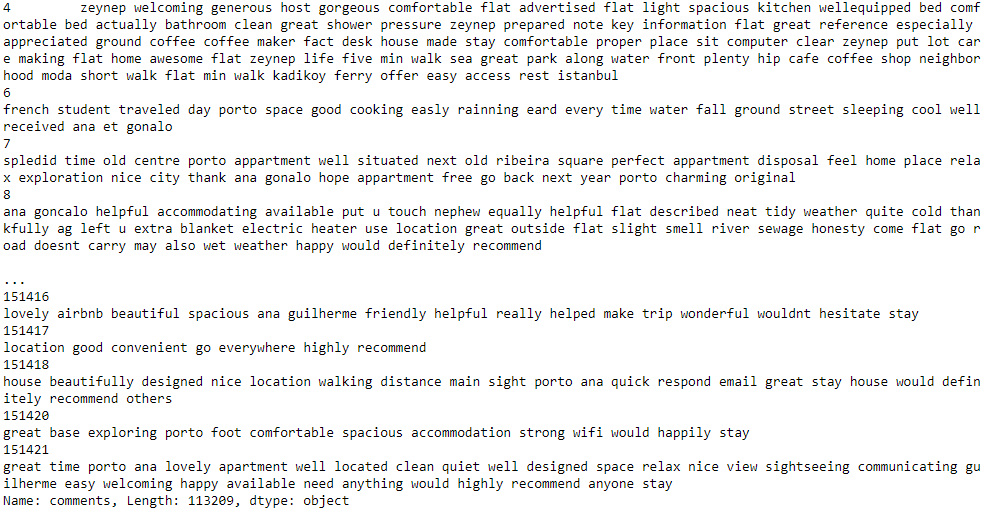 4        zeynep welcoming generous host gorgeous comfortable flat advertised flat light spacious kitchen wellequipped bed comf
ortable bed actually bathroom clean great shower pressure zeynep prepared note key information flat great reference especially
appreciated ground coffee coffee maker fact desk house made stay comfortable proper place sit computer clear zeynep put lot car
e making flat home awesome flat zeynep life five min walk sea great park along water front plenty hip cafe coffee shop neighbor
hood moda short walk flat min walk kadikoy ferry offer easy access rest istanbul
6
french student traveled day porto space good cooking easly rainning eard every time water fall ground street sleeping cool well
received ana et gonalo
7
spledid time old centre porto appartment well situated next old ribeira square perfect appartment disposal feel home place rela
x exploration nice city thank ana gonalo hope appartment free go back next year porto charming original
8
ana goncalo helpful accommodating available put u touch nephew equally helpful flat described neat tidy weather quite cold than
kfully ag left u extra blanket electric heater use location great outside flat slight smell river sewage honesty come flat go r
oad doesnt carry may also wet weather happy would definitely recommend
...
151416
lovely airbnb beautiful spacious ana guilherme friendly helpful really helped make trip wonderful wouldnt hesitate stay
151417
location good convenient go everywhere highly recommend
151418
house beautifully designed nice location walking distance main sight porto ana quick respond email great stay house would defin
itely recommend others
151420
great base exploring porto foot comfortable spacious accommodation strong wifi would happily stay
151421
great time porto ana lovely apartment well located clean quiet well designed space relax nice view sightseeing communicating gu
ilherme easy welcoming happy available need anything would highly recommend anyone stay
Name: comments, Length: 113209, dtype: object